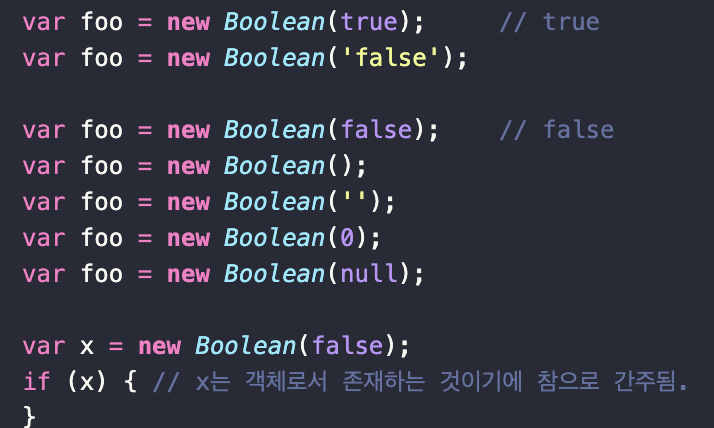 var foo = new Boolean(true);     // true
var foo = new Boolean('false');
var foo = new Boolean(false);    // false
var foo = new Boolean();
var foo = new Boolean('');
var foo = new Boolean(0);
var foo = new Boolean(null);
var x = new Boolean(false);
if (x) { // x는 객체로서 존재하는 것이기에 참으로 간주됨.
}